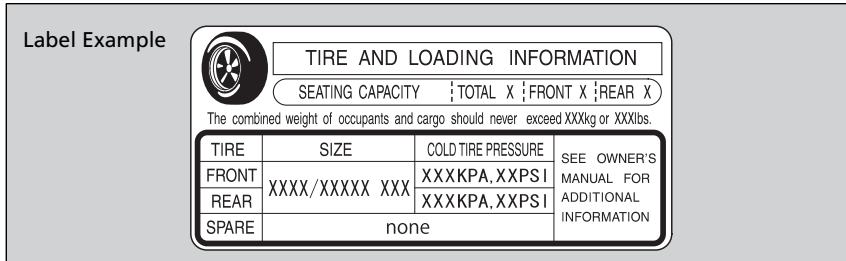 Label Example
TIRE AND LOADING INFORMATION
SEATING CAPACITY TOTAL X FRONT X REAR X
The combined weight of occupants and cargo should never exceed XXXkg or XXXlbs.
TIRE SIZE COLD TIRE PRESSURE
FRONT XXXX/XXXXX XXX XXXKPA,XXPSI
REAR XXXKPA,XXPSI
SPARE none
SEE OWNER'S
MANUAL FOR
ADDITIONAL
INFORMATION